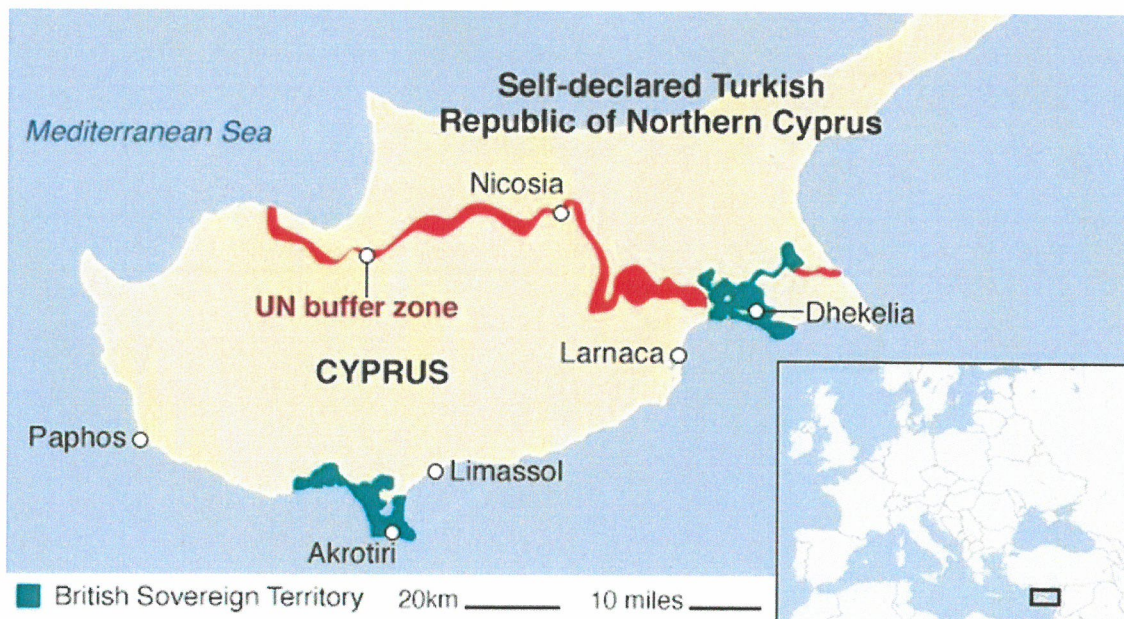 Self-declared Turkish
Republic of Northern Cyprus
Mediterranean Sea
Nicosia
UN buffer zone
Dhekelia
Larnaca
CYPRUS
Paphos
Limassol
Akrotiri
British Sovereign Territory 20km 10 miles